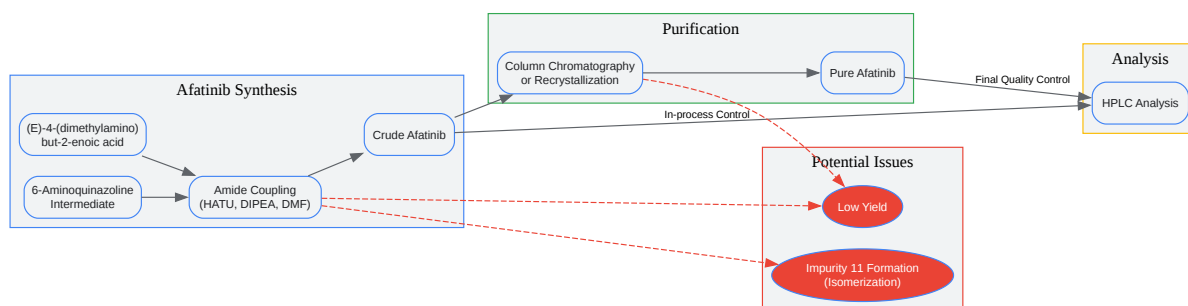 Afatinib Synthesis
(E)-4-(dimethylamino)
but-2-enoic acid
6-Aminoquinazoline
Intermediate
Amide Coupling
(HATU, DIPEA, DMF)
Crude Afatinib
Purification
Column Chromatography
or Recrystallization
Pure Afatinib
In-process Control
Final Quality Control
Analysis
HPLC Analysis
Potential Issues
Low Yield
Impurity 11 Formation
(Isomerization)